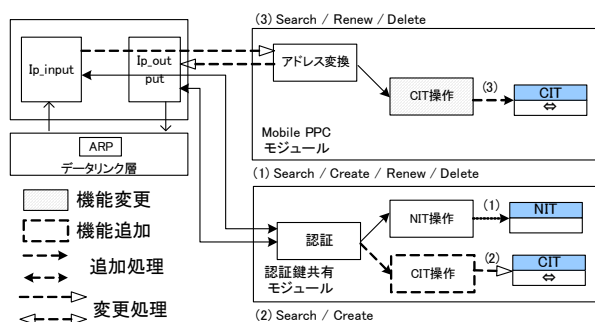 (3) Search / Renew / Delete
Ip_input
Ip_out
put
アドレス変換
CIT操作
(3)
CIT
⇔
Mobile PPC
モジュール
ARP
データリンク層
(1) Search / Create / Renew / Delete
機能変更
機能追加
追加処理
変更処理
認証
NIT操作
(1)
NIT
CIT操作
(2)
CIT
⇔
認証鍵共有
モジュール
(2) Search / Create